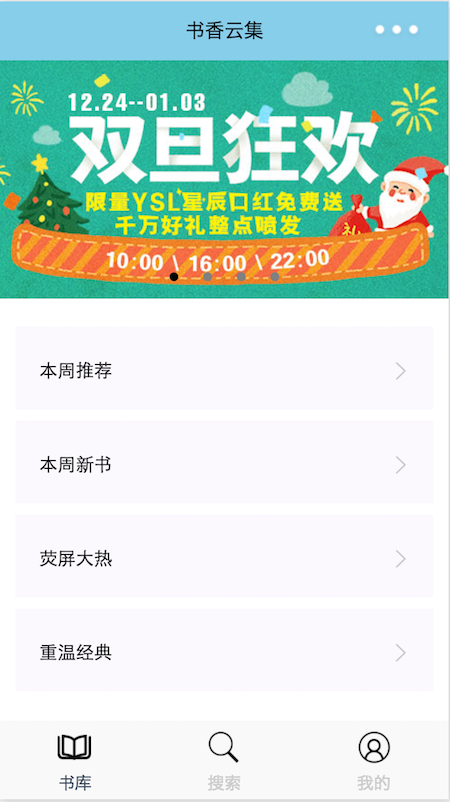 书香云集
12.24--01.03
双旦狂欢
限量YSL星辰口红免费送
千万好礼整点喷发
礼
10:00 \ 16:00 \ 22:00
本周推荐
本周新书
荧屏大热
重温经典
书库
搜索
我的